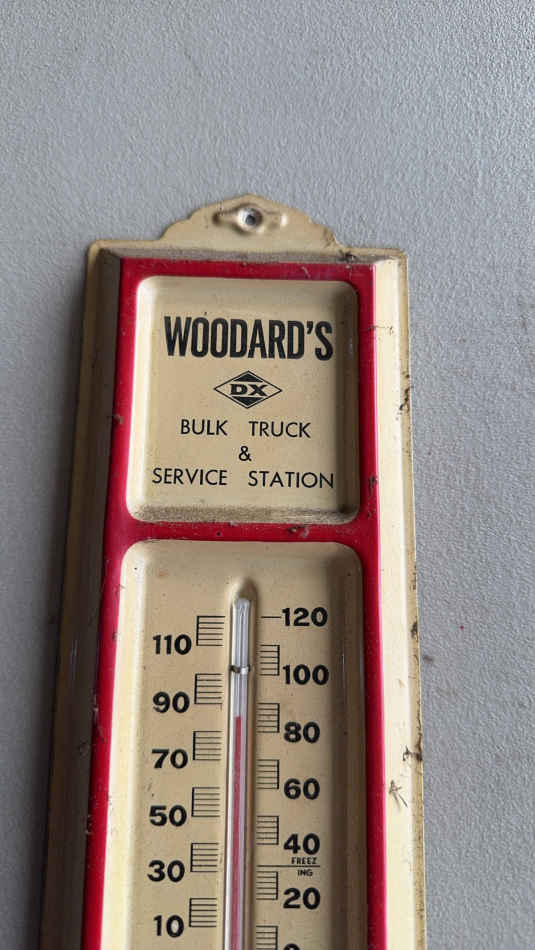 WOODARD'S
DX
BULK TRUCK
&
SERVICE STATION
120
110
100
90
80
70
60
50
40
FREEZ
ING
30
20
10
0